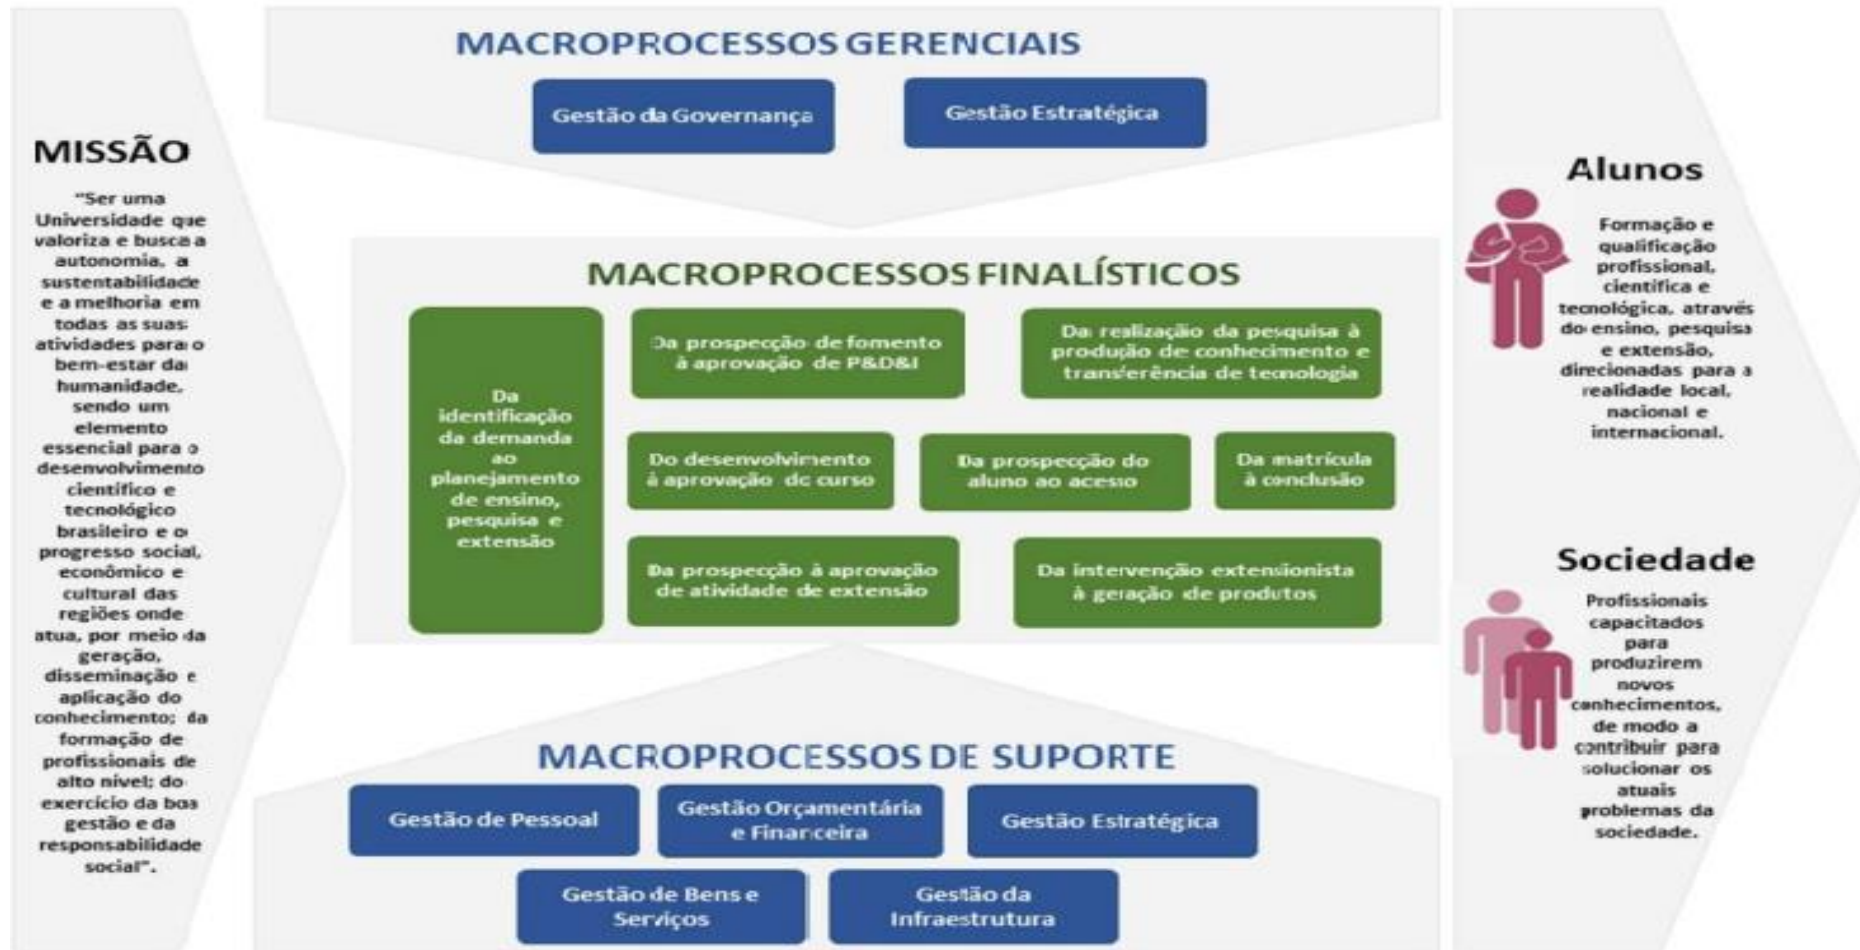 MISSÃO
"Ser uma
Universidade que
valoriza e busca a
autonomia, a
sustentabilidade
e a melhoria em
todas as suas
atividades para o
bem-estar da
humanidade,
sendo um
elemento
essencial para o
desenvolvimento
científico e
tecnológico
brasileiro e o
progresso social,
econômico e
cultural das
regiões onde
atua, por meio da
geração,
disseminação e
aplicação do
conhecimento; da
formação de
profissionais de
alto nível; do
exercício da boa
gestão e da
responsabilidade
social".
MACROPROCESSOS GERENCIAIS
Gestão da Governança
Gestão Estratégica
MACROPROCESSOS FINALÍSTICOS
Da
identificação
da demanda
ao
planejamento
de ensino,
pesquisa e
extensão
Da prospecção de fomento
à aprovação de P&D&I
Da realização da pesquisa à
produção de conhecimento e
transferência de tecnologia
Do desenvolvimento
à aprovação do curso
Da prospecção do
aluno ao acesso
Da matrícula
à conclusão
Da prospecção à aprovação
de atividade de extensão
Da intervenção extensionista
à geração de produtos
MACROPROCESSOS DE SUPORTE
Gestão de Pessoal
Gestão Orçamentária
e Financeira
Gestão Estratégica
Gestão de Bens e
Serviços
Gestão da
Infraestrutura
Alunos
Formação e
qualificação
profissional,
científica e
tecnológica, através
do ensino, pesquisa
e extensão,
direcionadas para a
realidade local,
nacional e
internacional.
Sociedade
Profissionais
capacitados
para
produzirem
novos
conhecimentos,
de modo a
contribuir para
solucionar os
atuais
problemas da
sociedade.